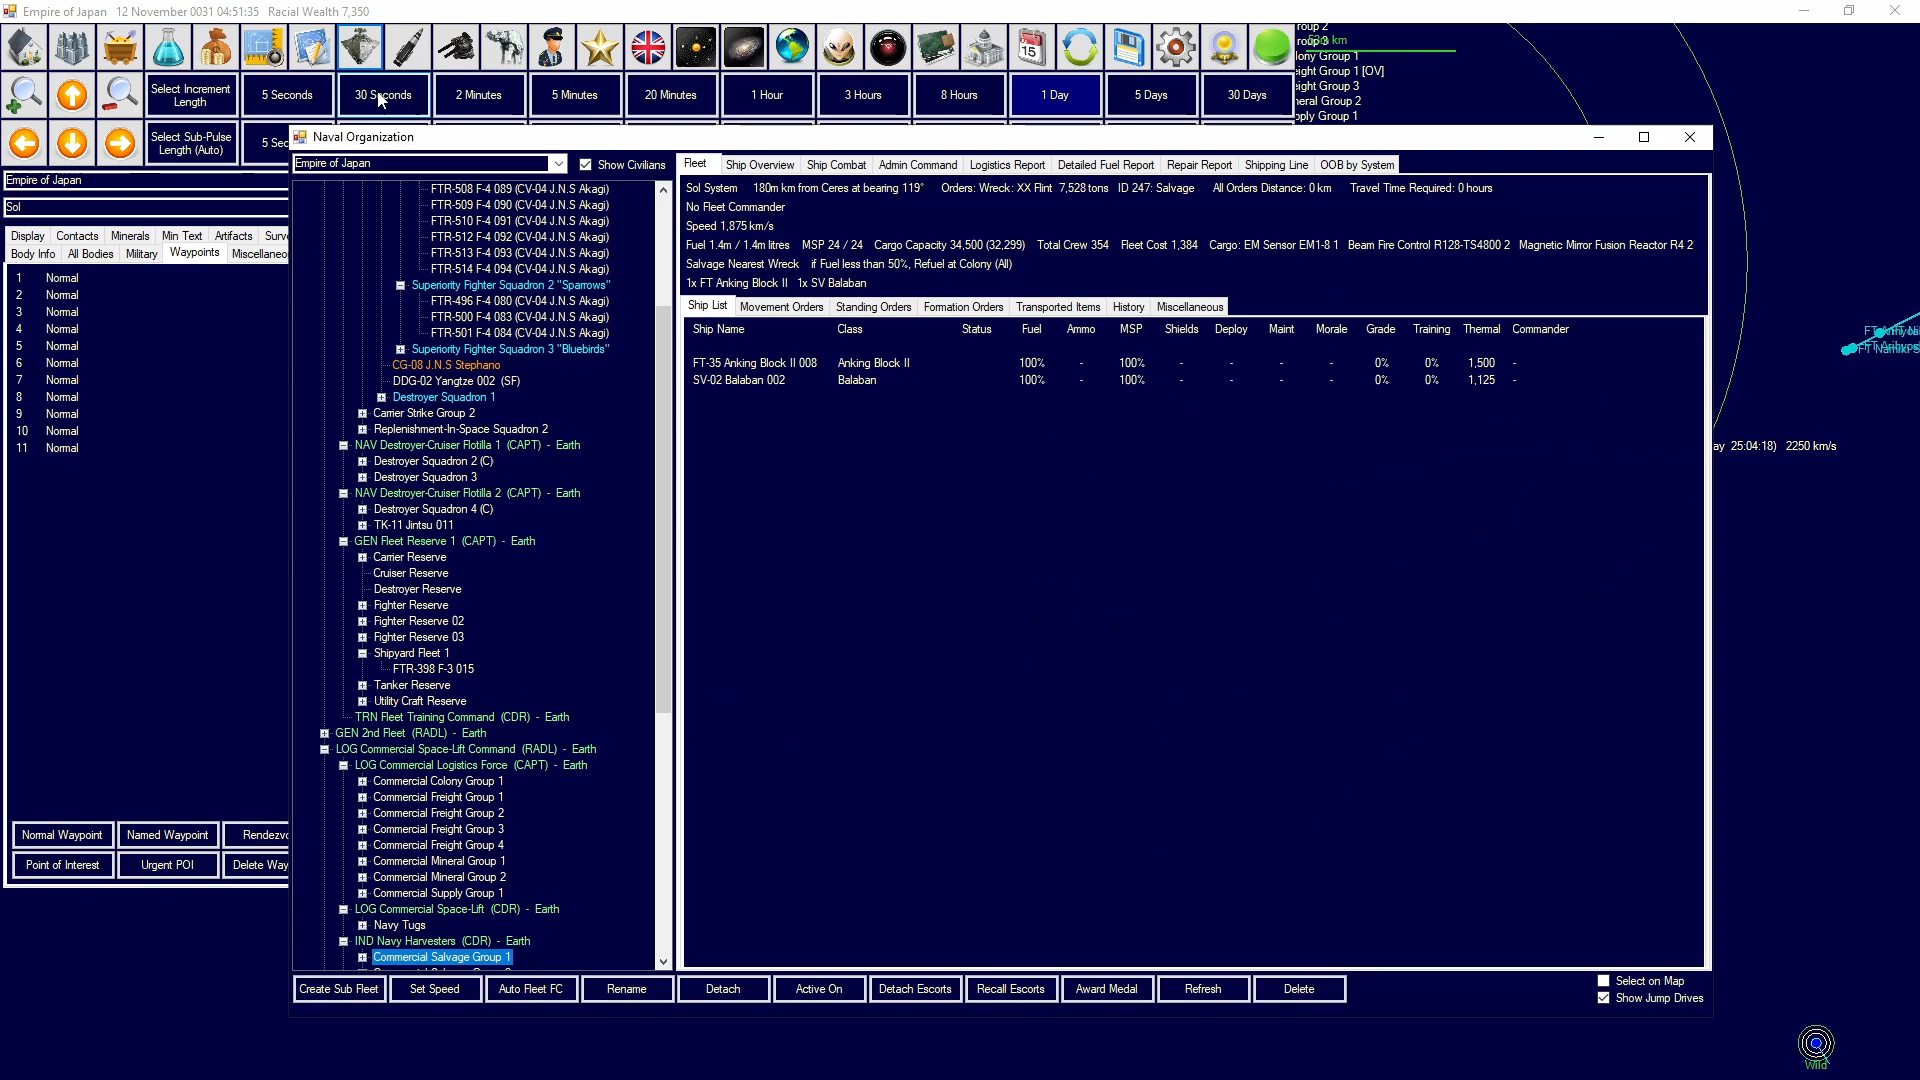 Empire of Japan   12 November 0031 04:51:35   Racial Wealth 7,350
Select Increment Length
5 Seconds
30 Seconds
2 Minutes
5 Minutes
20 Minutes
1 Hour
3 Hours
8 Hours
1 Day
5 Days
30 Days
Select Sub-Pulse Length (Auto)
5 Sec
km
lony Group 1
eight Group 1 [OV]
eight Group 3
neral Group 2
pply Group 1
Empire of Japan
Sol
Display   Contacts   Minerals   Min Text   Artifacts   Surve
Body Info   All Bodies   Military   Waypoints   Miscellaneo
1   Normal
2   Normal
3   Normal
4   Normal
5   Normal
6   Normal
7   Normal
8   Normal
9   Normal
10   Normal
11   Normal
Normal Waypoint   Named Waypoint   Rendezvo
Point of Interest   Urgent POI   Delete Way
Naval Organization
Empire of Japan   Show Civilians
FTR-508 F-4 089 (CV-04 J.N.S Akagi)
FTR-509 F-4 090 (CV-04 J.N.S Akagi)
FTR-510 F-4 091 (CV-04 J.N.S Akagi)
FTR-512 F-4 092 (CV-04 J.N.S Akagi)
FTR-513 F-4 093 (CV-04 J.N.S Akagi)
FTR-514 F-4 094 (CV-04 J.N.S Akagi)
Superiority Fighter Squadron 2 "Sparrows"
FTR-496 F-4 080 (CV-04 J.N.S Akagi)
FTR-500 F-4 083 (CV-04 J.N.S Akagi)
FTR-501 F-4 084 (CV-04 J.N.S Akagi)
Superiority Fighter Squadron 3 "Bluebirds"
CG-08 J.N.S Stephano
DDG-02 Yangtze 002 (SF)
Destroyer Squadron 1
Carrier Strike Group 2
Replenishment-In-Space Squadron 2
NAV Destroyer-Cruiser Flotilla 1 (CAPT) - Earth
Destroyer Squadron 2 (C)
Destroyer Squadron 3
NAV Destroyer-Cruiser Flotilla 2 (CAPT) - Earth
Destroyer Squadron 4 (C)
TK-11 Jintsu 011
GEN Fleet Reserve 1 (CAPT) - Earth
Carrier Reserve
Cruiser Reserve
Destroyer Reserve
Fighter Reserve
Fighter Reserve 02
Fighter Reserve 03
Shipyard Fleet 1
FTR-398 F-3 015
Tanker Reserve
Utility Craft Reserve
TRN Fleet Training Command (CDR) - Earth
GEN 2nd Fleet (RADL) - Earth
LOG Commercial Space-Lift Command (RADL) - Earth
LOG Commercial Logistics Force (CAPT) - Earth
Commercial Colony Group 1
Commercial Freight Group 1
Commercial Freight Group 2
Commercial Freight Group 3
Commercial Freight Group 4
Commercial Mineral Group 1
Commercial Mineral Group 2
Commercial Supply Group 1
LOG Commercial Space-Lift (CDR) - Earth
Navy Tugs
IND Navy Harvesters (CDR) - Earth
Commercial Salvage Group 1
Fleet   Ship Overview   Ship Combat   Admin Command   Logistics Report   Detailed Fuel Report   Repair Report   Shipping Line   OOB by System
Sol System   180m km from Ceres at bearing 119°   Orders: Wreck: XX Flint 7,528 tons ID 247: Salvage   All Orders Distance: 0 km   Travel Time Required: 0 hours
No Fleet Commander
Speed 1,875 km/s
Fuel 1.4m / 1.4m litres   MSP 24 / 24   Cargo Capacity 34,500 (32,299)   Total Crew 354   Fleet Cost 1,384   Cargo: EM Sensor EM1-8 1   Beam Fire Control R128-TS4800 2   Magnetic Mirror Fusion Reactor R4 2
Salvage Nearest Wreck   if Fuel less than 50%, Refuel at Colony (All)
1x FT Anking Block II   1x SV Balaban
Ship List   Movement Orders   Standing Orders   Formation Orders   Transported Items   History   Miscellaneous
Ship Name   Class   Status   Fuel   Ammo   MSP   Shields   Deploy   Maint   Morale   Grade   Training   Thermal   Commander
FT-35 Anking Block II 008   Anking Block II   100%   -   100%   -   -   -   -   0%   0%   1,500   -
SV-02 Balaban 002   Balaban   100%   -   100%   -   -   -   -   0%   0%   1,125   -
Create Sub Fleet   Set Speed   Auto Fleet FC   Rename   Detach   Active On   Detach Escorts   Recall Escorts   Award Medal   Refresh   Delete
Select on Map
Show Jump Drives
ay 25:04:18)   2250 km/s
Wild